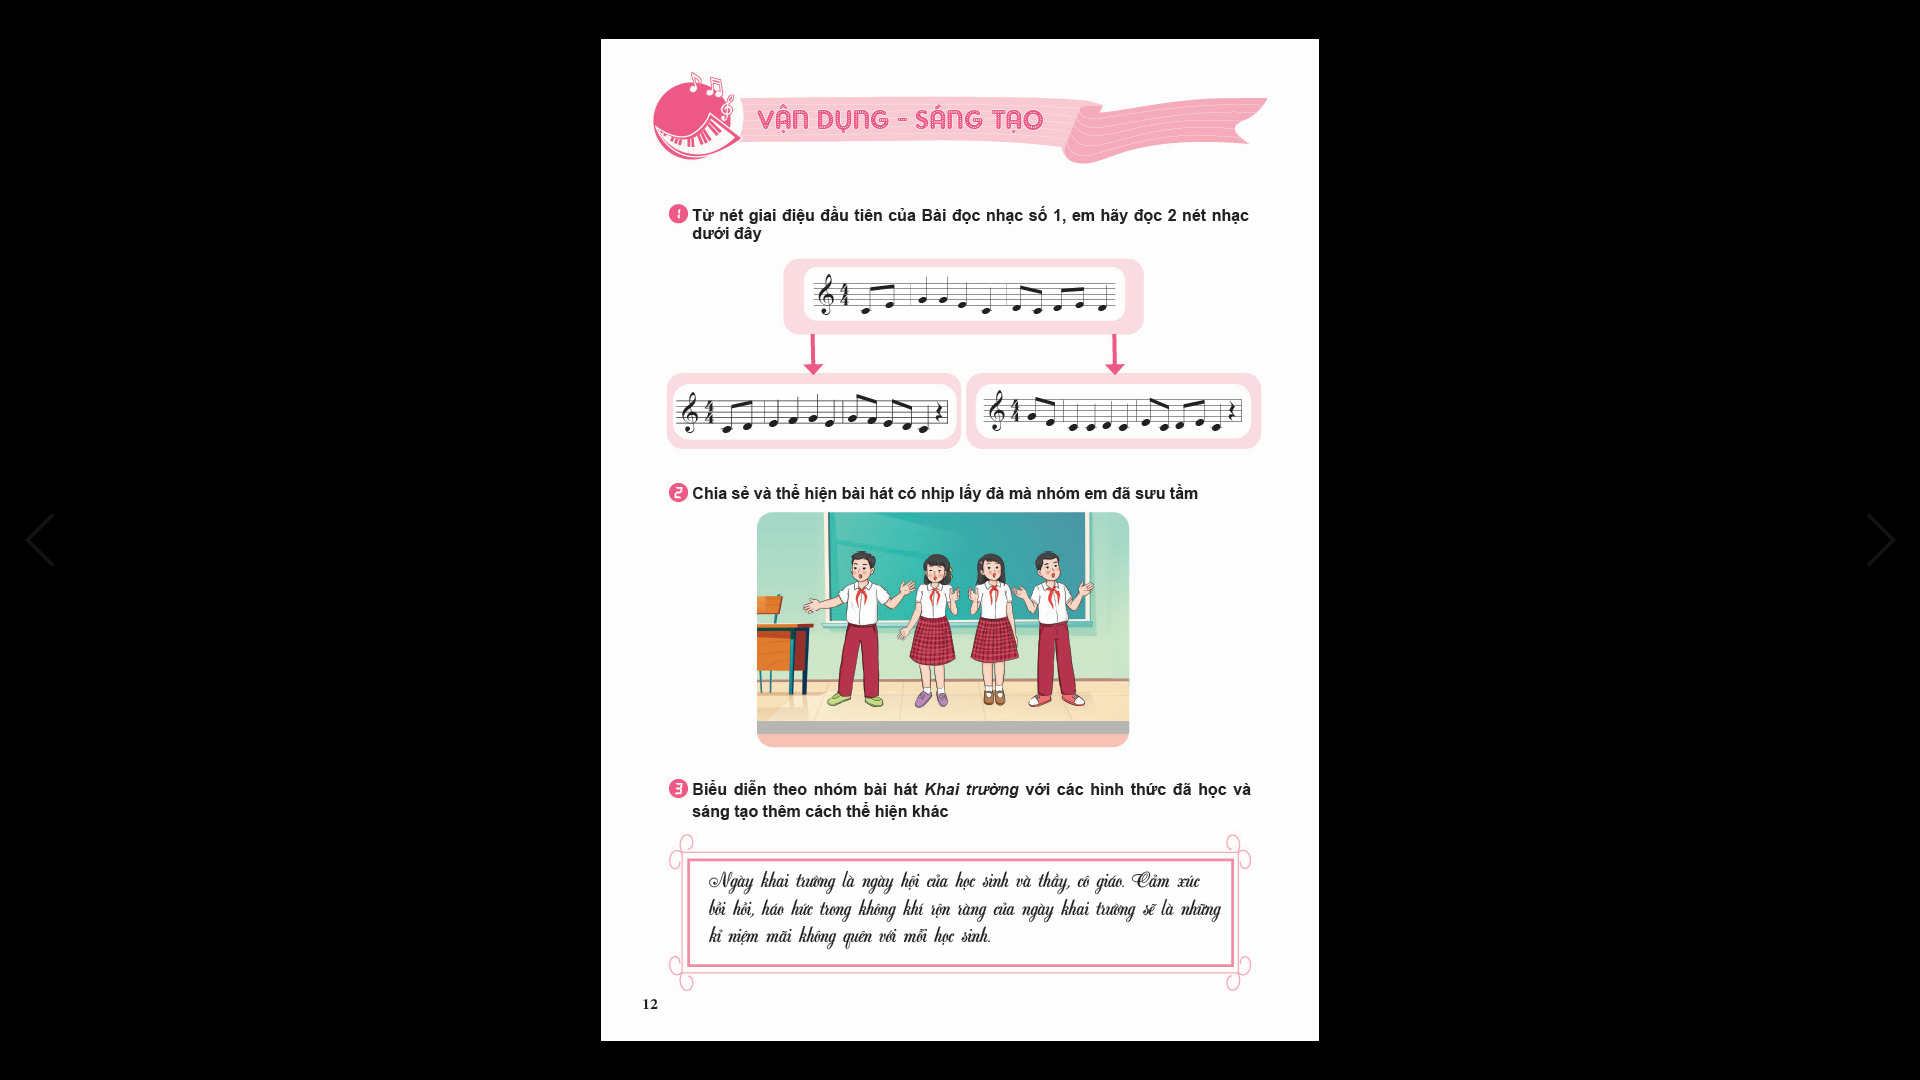 VẬN DỤNG - SÁNG TẠO
1 Từ nét giai điệu đầu tiên của Bài đọc nhạc số 1, em hãy đọc 2 nét nhạc
dưới đây
2 Chia sẻ và thể hiện bài hát có nhịp lấy đà mà nhóm em đã sưu tầm
3 Biểu diễn theo nhóm bài hát Khai trường với các hình thức đã học và
sáng tạo thêm cách thể hiện khác
Ngày khai trường là ngày hội của học sinh và thầy, cô giáo. Cảm xúc
bồi hồi, háo hức trong không khí rộn ràng của ngày khai trường sẽ là những
kỉ niệm mãi không quên với mỗi học sinh.
12